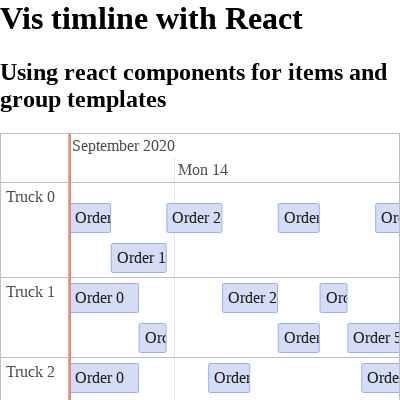 Vis timline with React
Using react components for items and
group templates
September 2020
Mon 14
Truck 0
Order
Order 2
Order
Or
Order 1
Truck 1
Order 0
Order 2
Or
Or
Order
Order 5
Truck 2
Order 0
Order
Orde